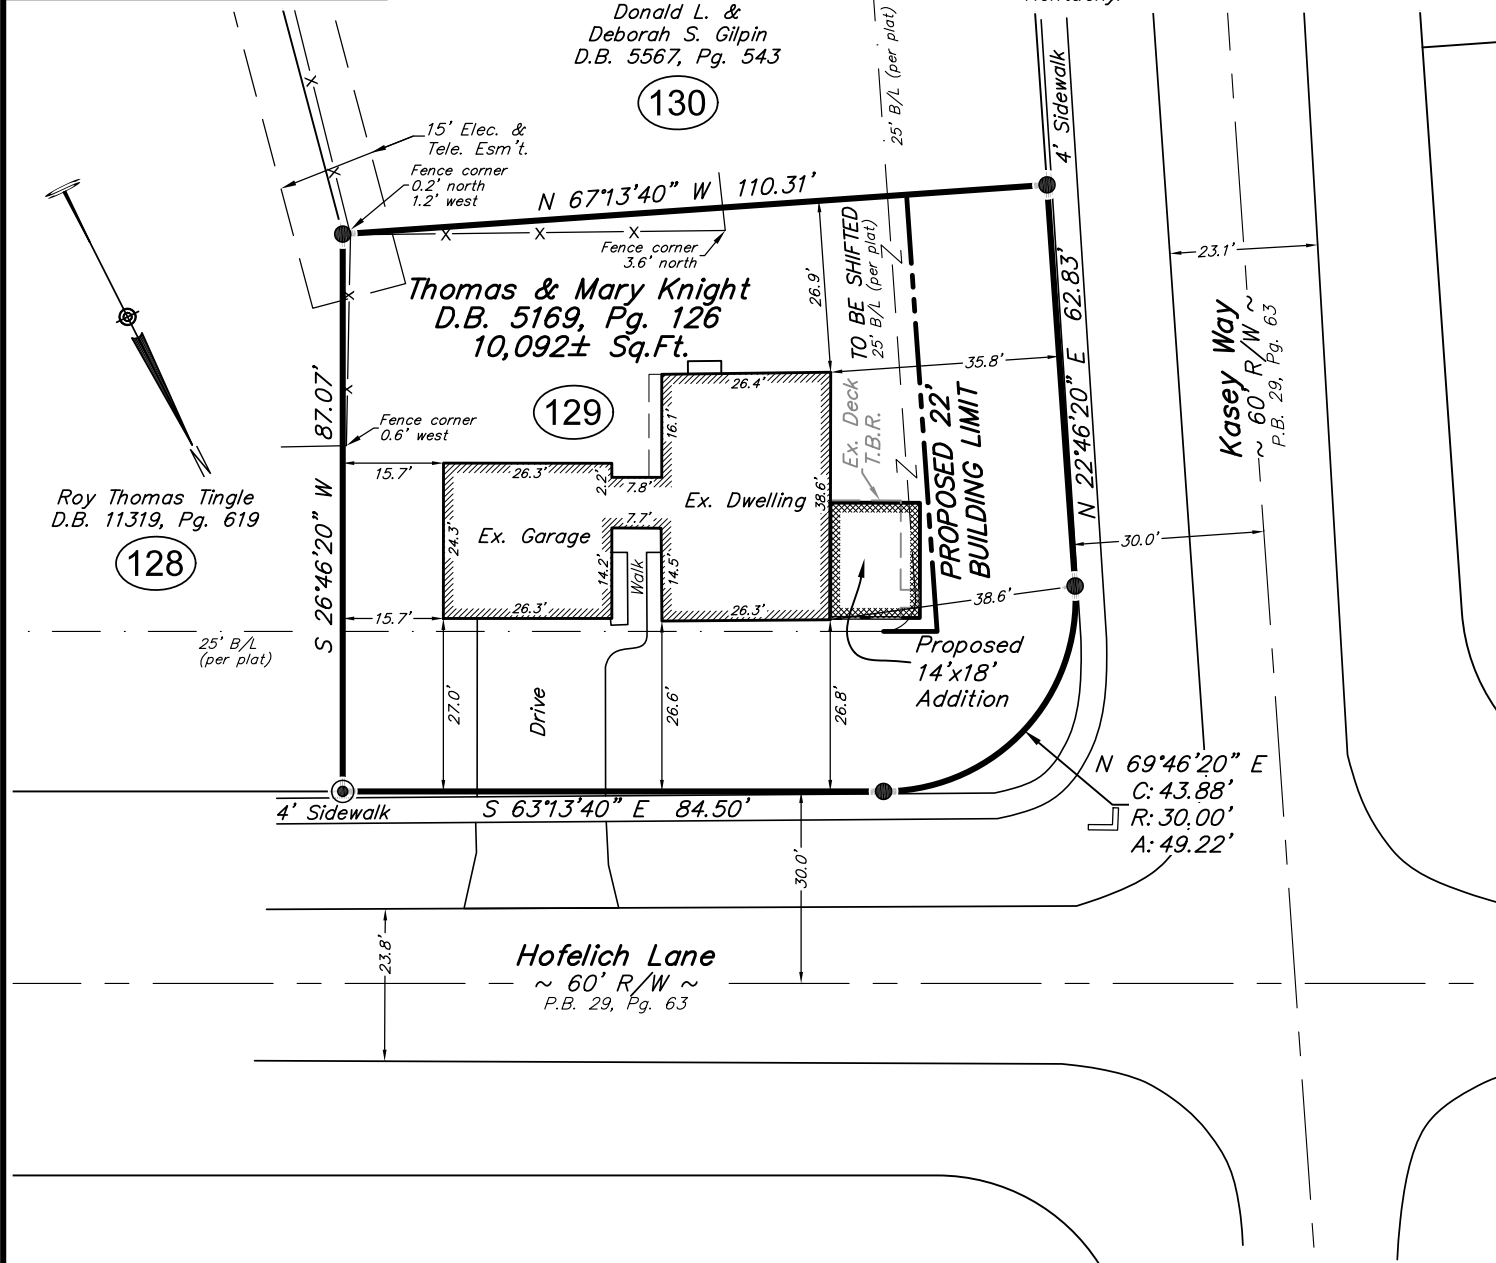 Donald L. &
Deborah S. Gilpin
D.B. 5567, Pg. 543
130
25' B/L (per plat)
4' Sidewalk
15' Elec. &
Tele. Esm't.
Fence corner
0.2' north
1.2' west
N 67°13'40" W 110.31'
X
X
X
X
X
X
X
Fence corner
3.6' north
Thomas & Mary Knight
D.B. 5169, Pg. 126
10,092± Sq.Ft.
129
26.9'
TO BE SHIFTED
25' B/L (per plat)
Z
Z
35.8'
N 22°46'20" E 62.83'
23.1'
Kasey Way
~ 60' R/W ~
P.B. 29, Pg. 63
S 26°46'20" W 87.07'
Fence corner
0.6' west
15.7'
26.3'
2.2'
7.8'
16.1'
26.4'
Ex. Dwelling
38.6'
Ex. Deck
T.B.R.
PROPOSED 22'
BUILDING LIMIT
Roy Thomas Tingle
D.B. 11319, Pg. 619
128
24.3'
Ex. Garage
7.7'
14.2'
Walk
14.5'
26.3'
26.3'
30.0'
38.6'
15.7'
25' B/L
(per plat)
Proposed
14'x18'
Addition
27.0'
Drive
26.6'
26.8'
N 69°46'20" E
C: 43.88'
R: 30.00'
A: 49.22'
4' Sidewalk
S 63°13'40" E 84.50'
30.0'
23.8'
Hofelich Lane
~ 60' R/W ~
P.B. 29, Pg. 63